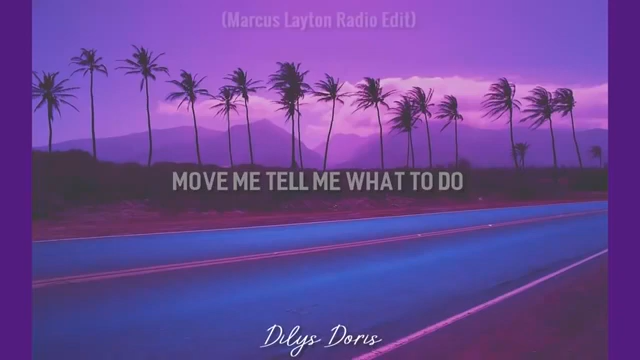 (Marcus Layton Radio Edit)
MOVE ME TELL ME WHAT TO DO
Dilys Doris